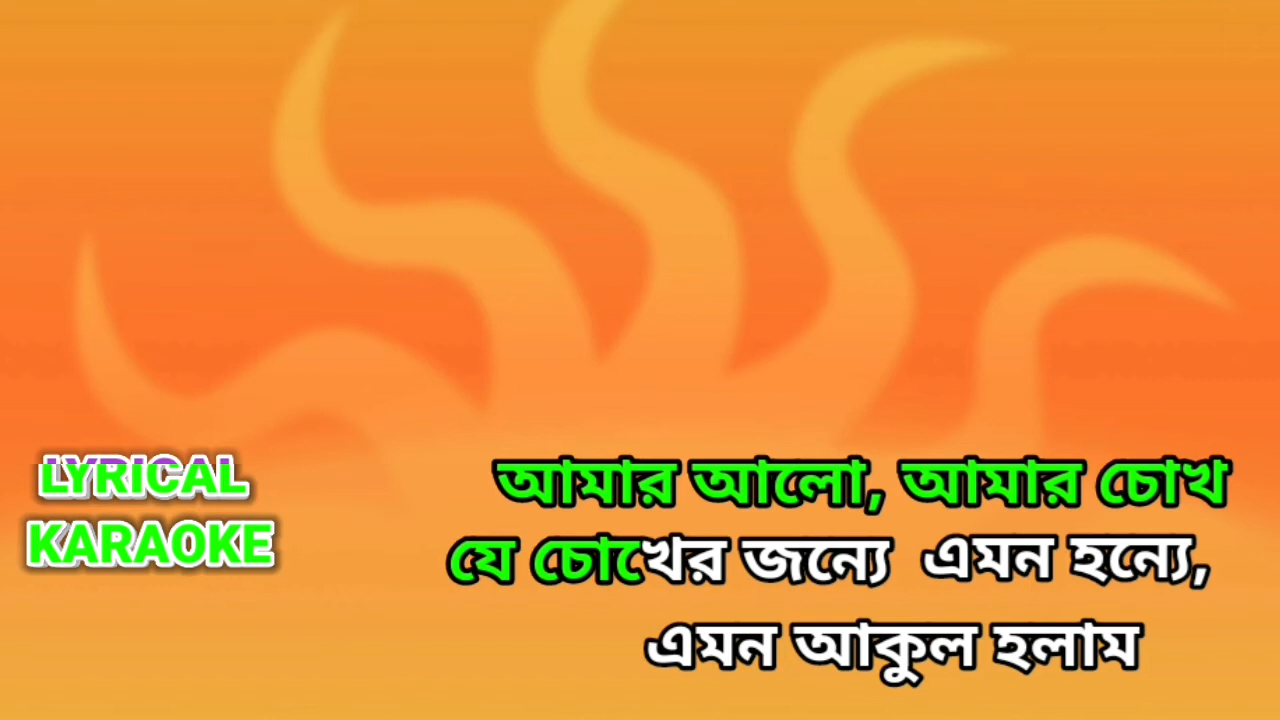 LYRICAL
KARAOKE
আমার আলো, আমার চোখ
যে চোখের জন্যে এমন হন্যে,
এমন আকুল হলাম